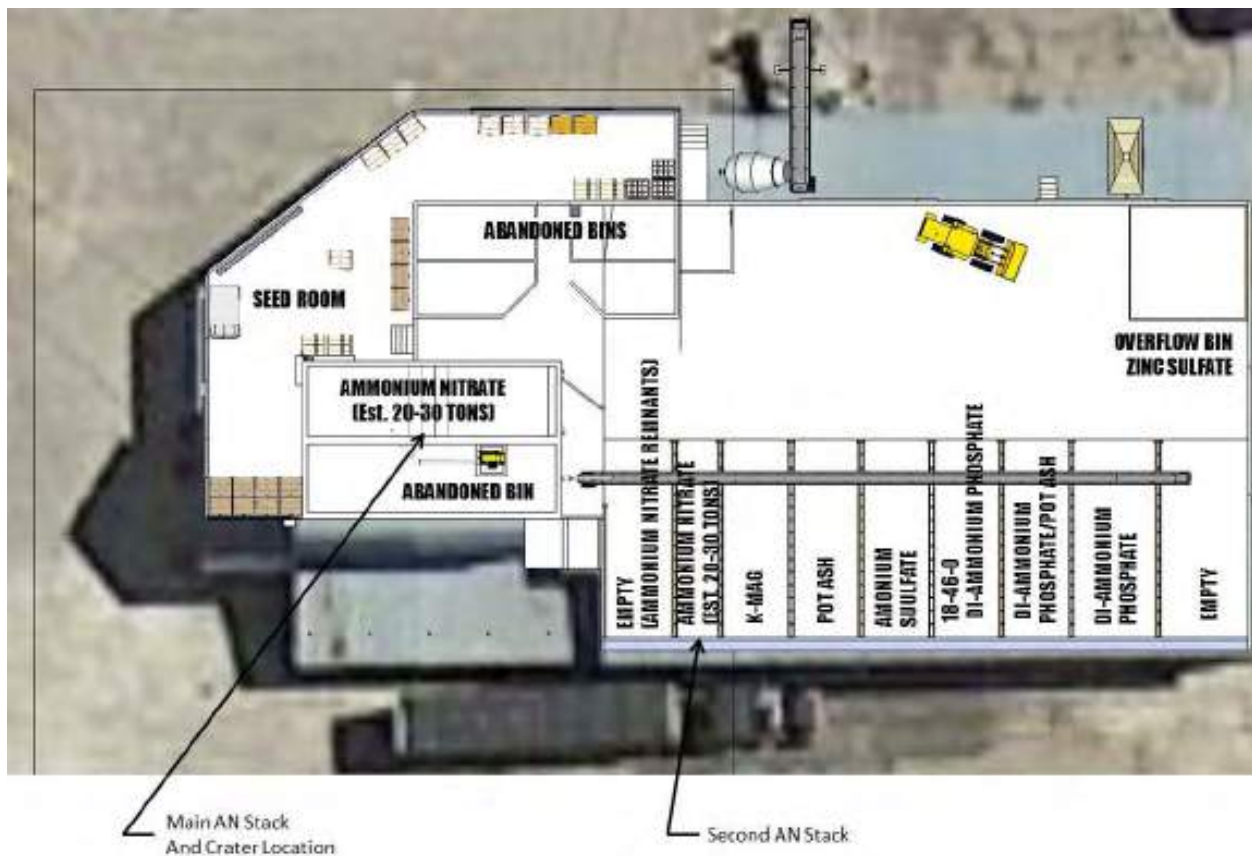 ABANDONED BINS
SEED ROOM
OVERFLOW BIN
ZINC SULFATE
AMMONIUM NITRATE
(Est. 20-30 TONS)
ABANDONED BIN
EMPTY
(AMMONIUM NITRATE REMNANTS)
AMMONIUM NITRATE
(EST. 20-30 TONS)
K-MAG
POT ASH
AMONIUM
SUULFATE
18-46-0
DI-AMMONIUM PHOSPHATE
DI-AMMONIUM
PHOSPHATE/POT ASH
DI-AMMONIUM
PHOSPHATE
EMPTY
Main AN Stack
And Crater Location
Second AN Stack